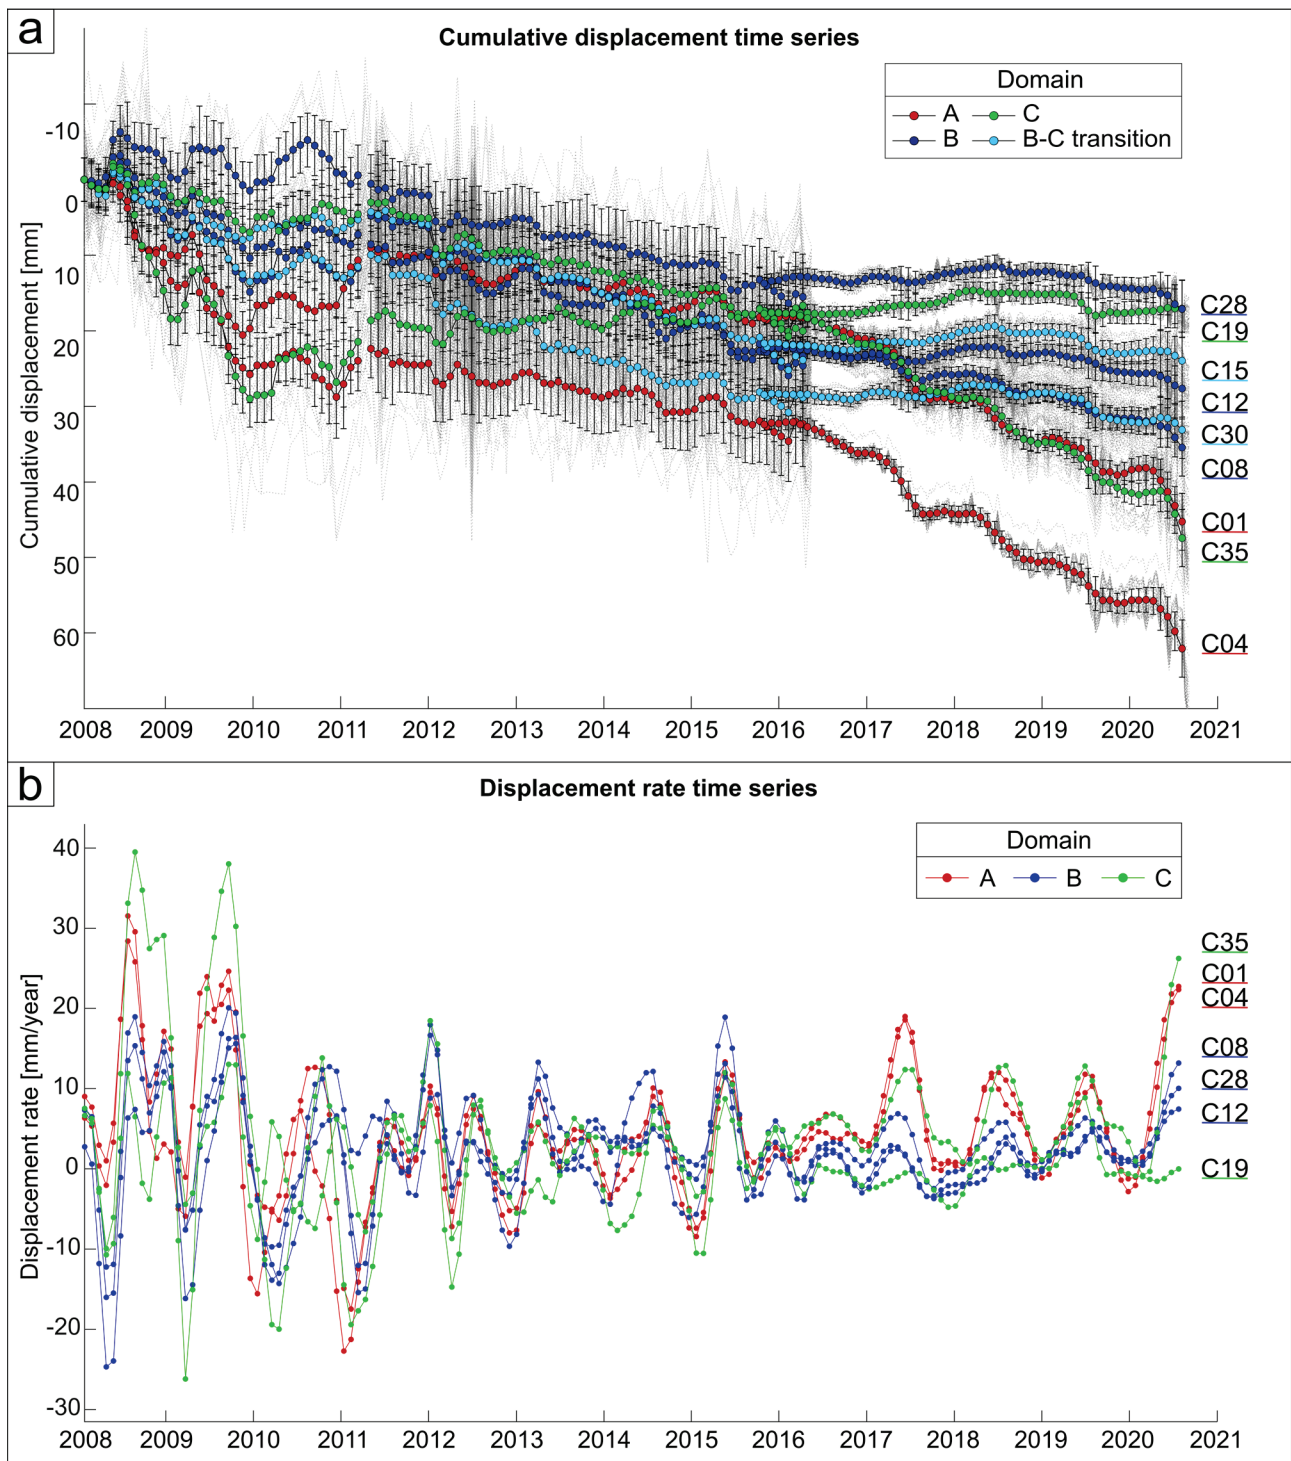 a
Cumulative displacement time series
Domain
A
C
B
B-C transition
Cumulative displacement [mm]
-10
0
10
20
30
40
50
60
C28
C19
C15
C12
C30
C08
C01
C35
C04
2008 2009 2010 2011 2012 2013 2014 2015 2016 2017 2018 2019 2020 2021
b
Displacement rate time series
Domain
A B C
Displacement rate [mm/year]
40
30
20
10
0
-10
-20
-30
C35
C01
C04
C08
C28
C12
C19
2008 2009 2010 2011 2012 2013 2014 2015 2016 2017 2018 2019 2020 2021